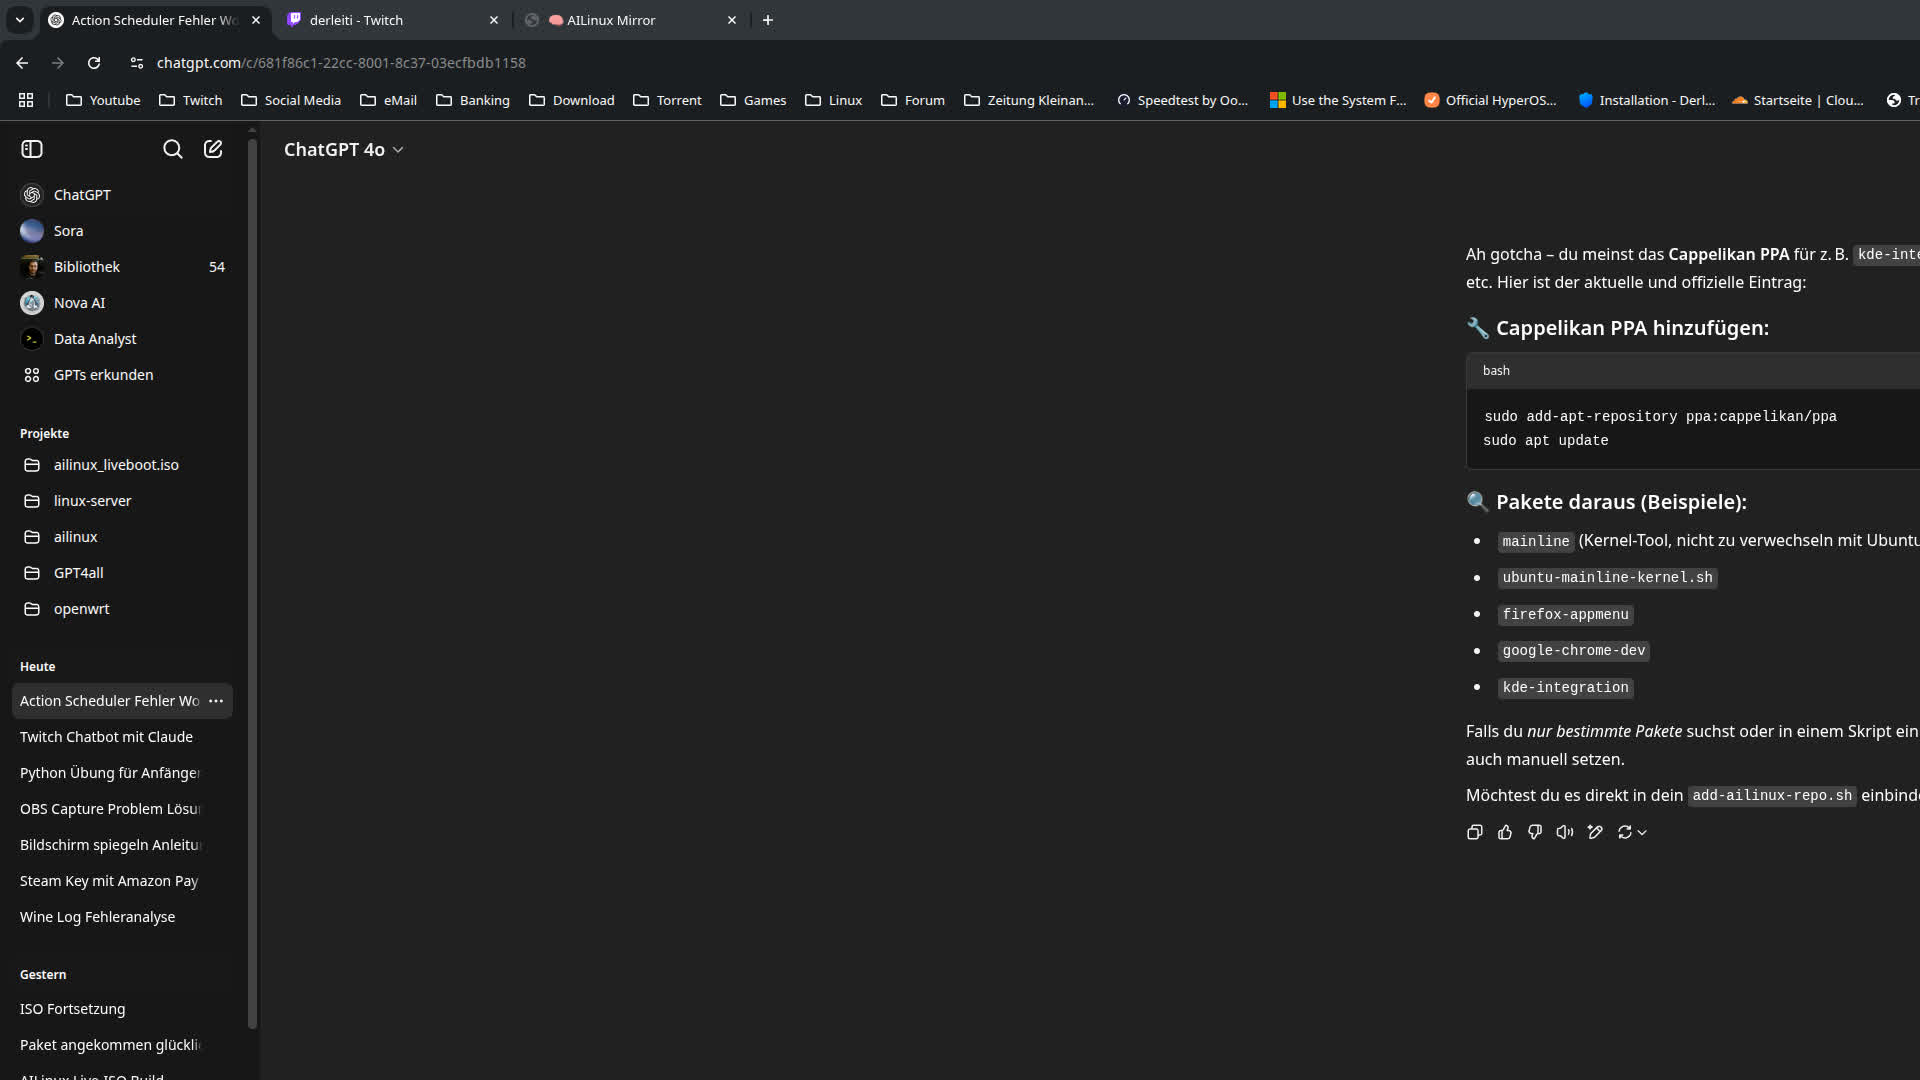 Action Scheduler Fehler Wo
derleiti - Twitch
AILinux Mirror
chatgpt.com/c/681f86c1-22cc-8001-8c37-03ecfbdb1158
Youtube
Twitch
Social Media
eMail
Banking
Download
Torrent
Games
Linux
Forum
Zeitung Kleinan...
Speedtest by Oo...
Use the System F...
Official HyperOS...
Installation - Derl...
Startseite | Clou...
Tr
ChatGPT 4o
ChatGPT
Sora
Bibliothek 54
Nova AI
Data Analyst
GPTs erkunden
Projekte
ailinux_liveboot.iso
linux-server
ailinux
GPT4all
openwrt
Heute
Action Scheduler Fehler Wo
Twitch Chatbot mit Claude
Python Übung für Anfänger
OBS Capture Problem Lösu
Bildschirm spiegeln Anleitu
Steam Key mit Amazon Pay
Wine Log Fehleranalyse
Gestern
ISO Fortsetzung
Paket angekommen glückli
AILinux Live ISO Build
Ah gotcha – du meinst das Cappelikan PPA für z. B. kde-inte
etc. Hier ist der aktuelle und offizielle Eintrag:
🔧 Cappelikan PPA hinzufügen:
bash
sudo add-apt-repository ppa:cappelikan/ppa
sudo apt update
🔍 Pakete daraus (Beispiele):
• mainline (Kernel-Tool, nicht zu verwechseln mit Ubuntu
• ubuntu-mainline-kernel.sh
• firefox-appmenu
• google-chrome-dev
• kde-integration
Falls du nur bestimmte Pakete suchst oder in einem Skript ein
auch manuell setzen.
Möchtest du es direkt in dein add-ailinux-repo.sh einbinde